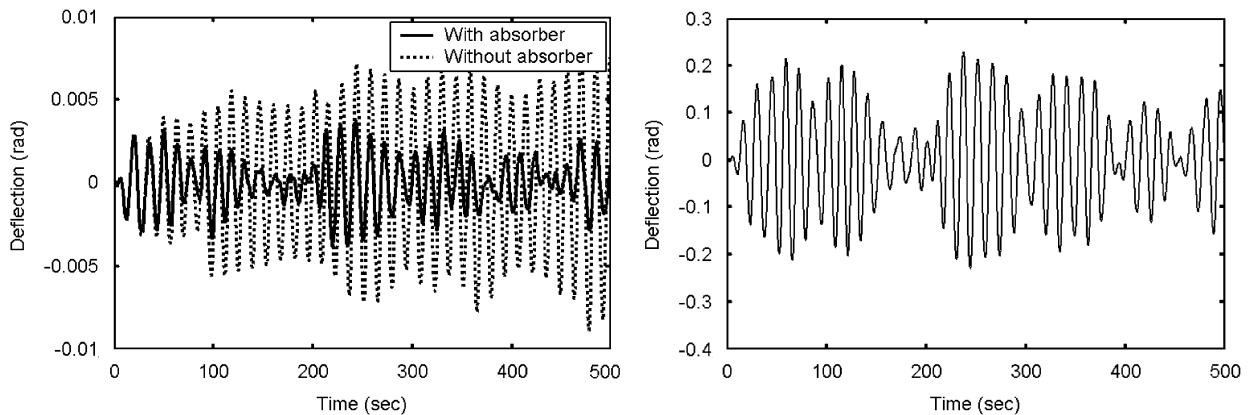 0.01
0.005
0
-0.005
-0.01
Deflection (rad)
With absorber
Without absorber
0 100 200 300 400 500
Time (sec)
0.3
0.2
0.1
0
-0.1
-0.2
-0.3
-0.4
Deflection (rad)
0 100 200 300 400 500
Time (sec)